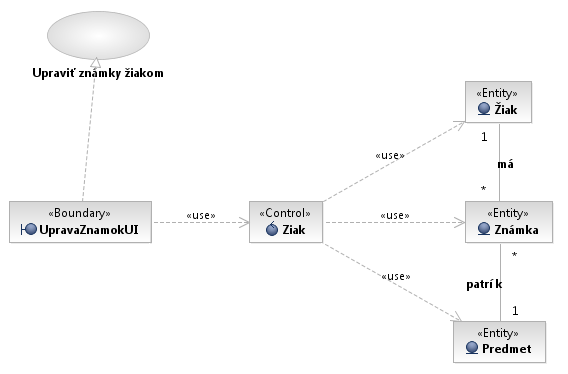 Upraviť známky žiakom
«Entity»
Žiak
1
«use»
má
*
«Boundary»
UpravaZnamokUI
«use»
«Control»
Ziak
«use»
«Entity»
Známka
*
«use»
patrí k
1
«Entity»
Predmet